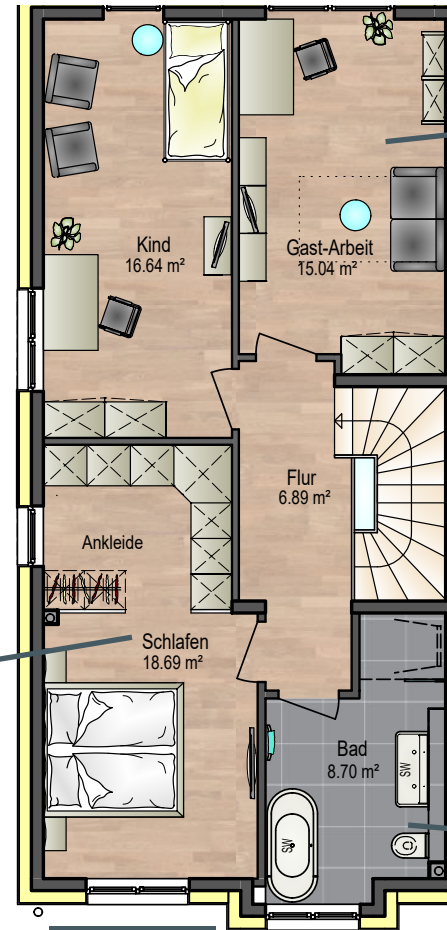 Kind
16.64 m²
Gast-Arbeit
15.04 m²
Flur
6.89 m²
Ankleide
Schlafen
18.69 m²
Bad
8.70 m²
SW
SW